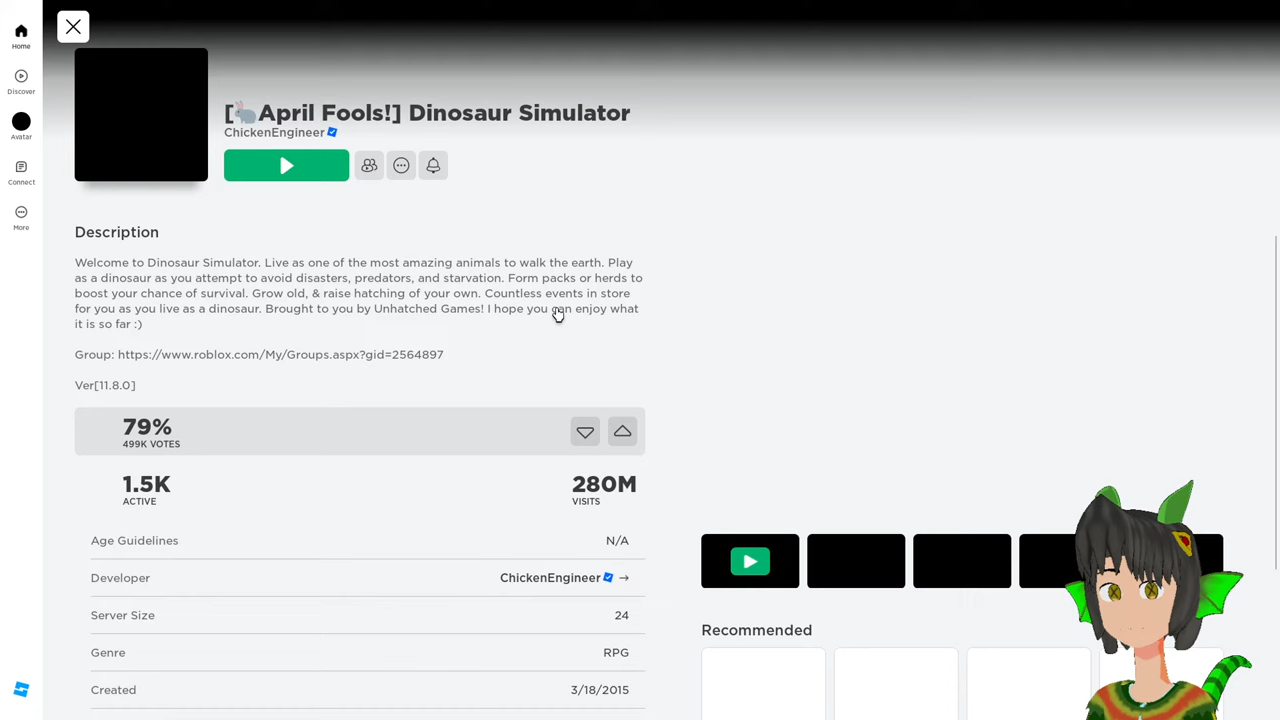 Home
Discover
Avatar
Connect
More
[🐇April Fools!] Dinosaur Simulator
ChickenEngineer
Description
Welcome to Dinosaur Simulator. Live as one of the most amazing animals to walk the earth. Play
as a dinosaur as you attempt to avoid disasters, predators, and starvation. Form packs or herds to
boost your chance of survival. Grow old, & raise hatching of your own. Countless events in store
for you as you live as a dinosaur. Brought to you by Unhatched Games! I hope you can enjoy what
it is so far :)
Group: https://www.roblox.com/My/Groups.aspx?gid=2564897
Ver[11.8.0]
79%
499K VOTES
1.5K
ACTIVE
280M
VISITS
Age Guidelines N/A
Developer ChickenEngineer →
Server Size 24
Genre RPG
Created 3/18/2015
Recommended